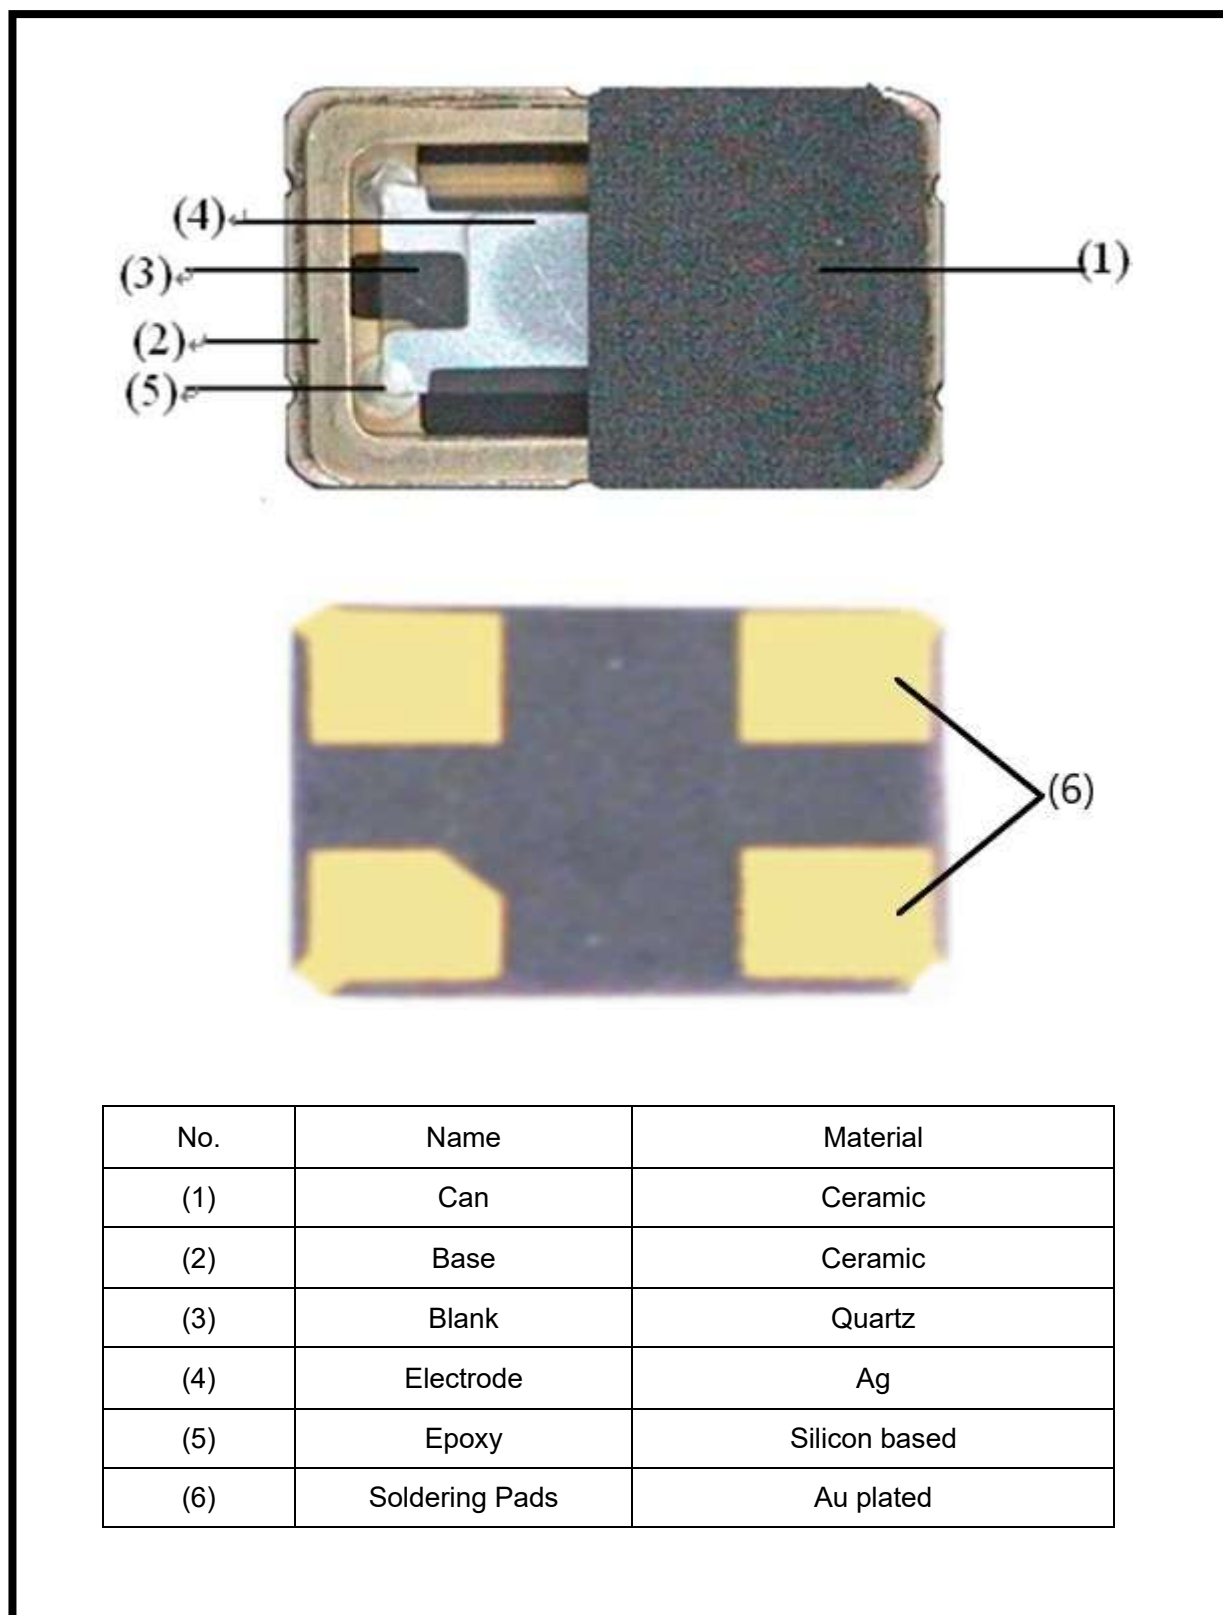 (4)
(1)
(3)
(2)
(5)
(6)
No. Name Material
(1) Can Ceramic
(2) Base Ceramic
(3) Blank Quartz
(4) Electrode Ag
(5) Epoxy Silicon based
(6) Soldering Pads Au plated